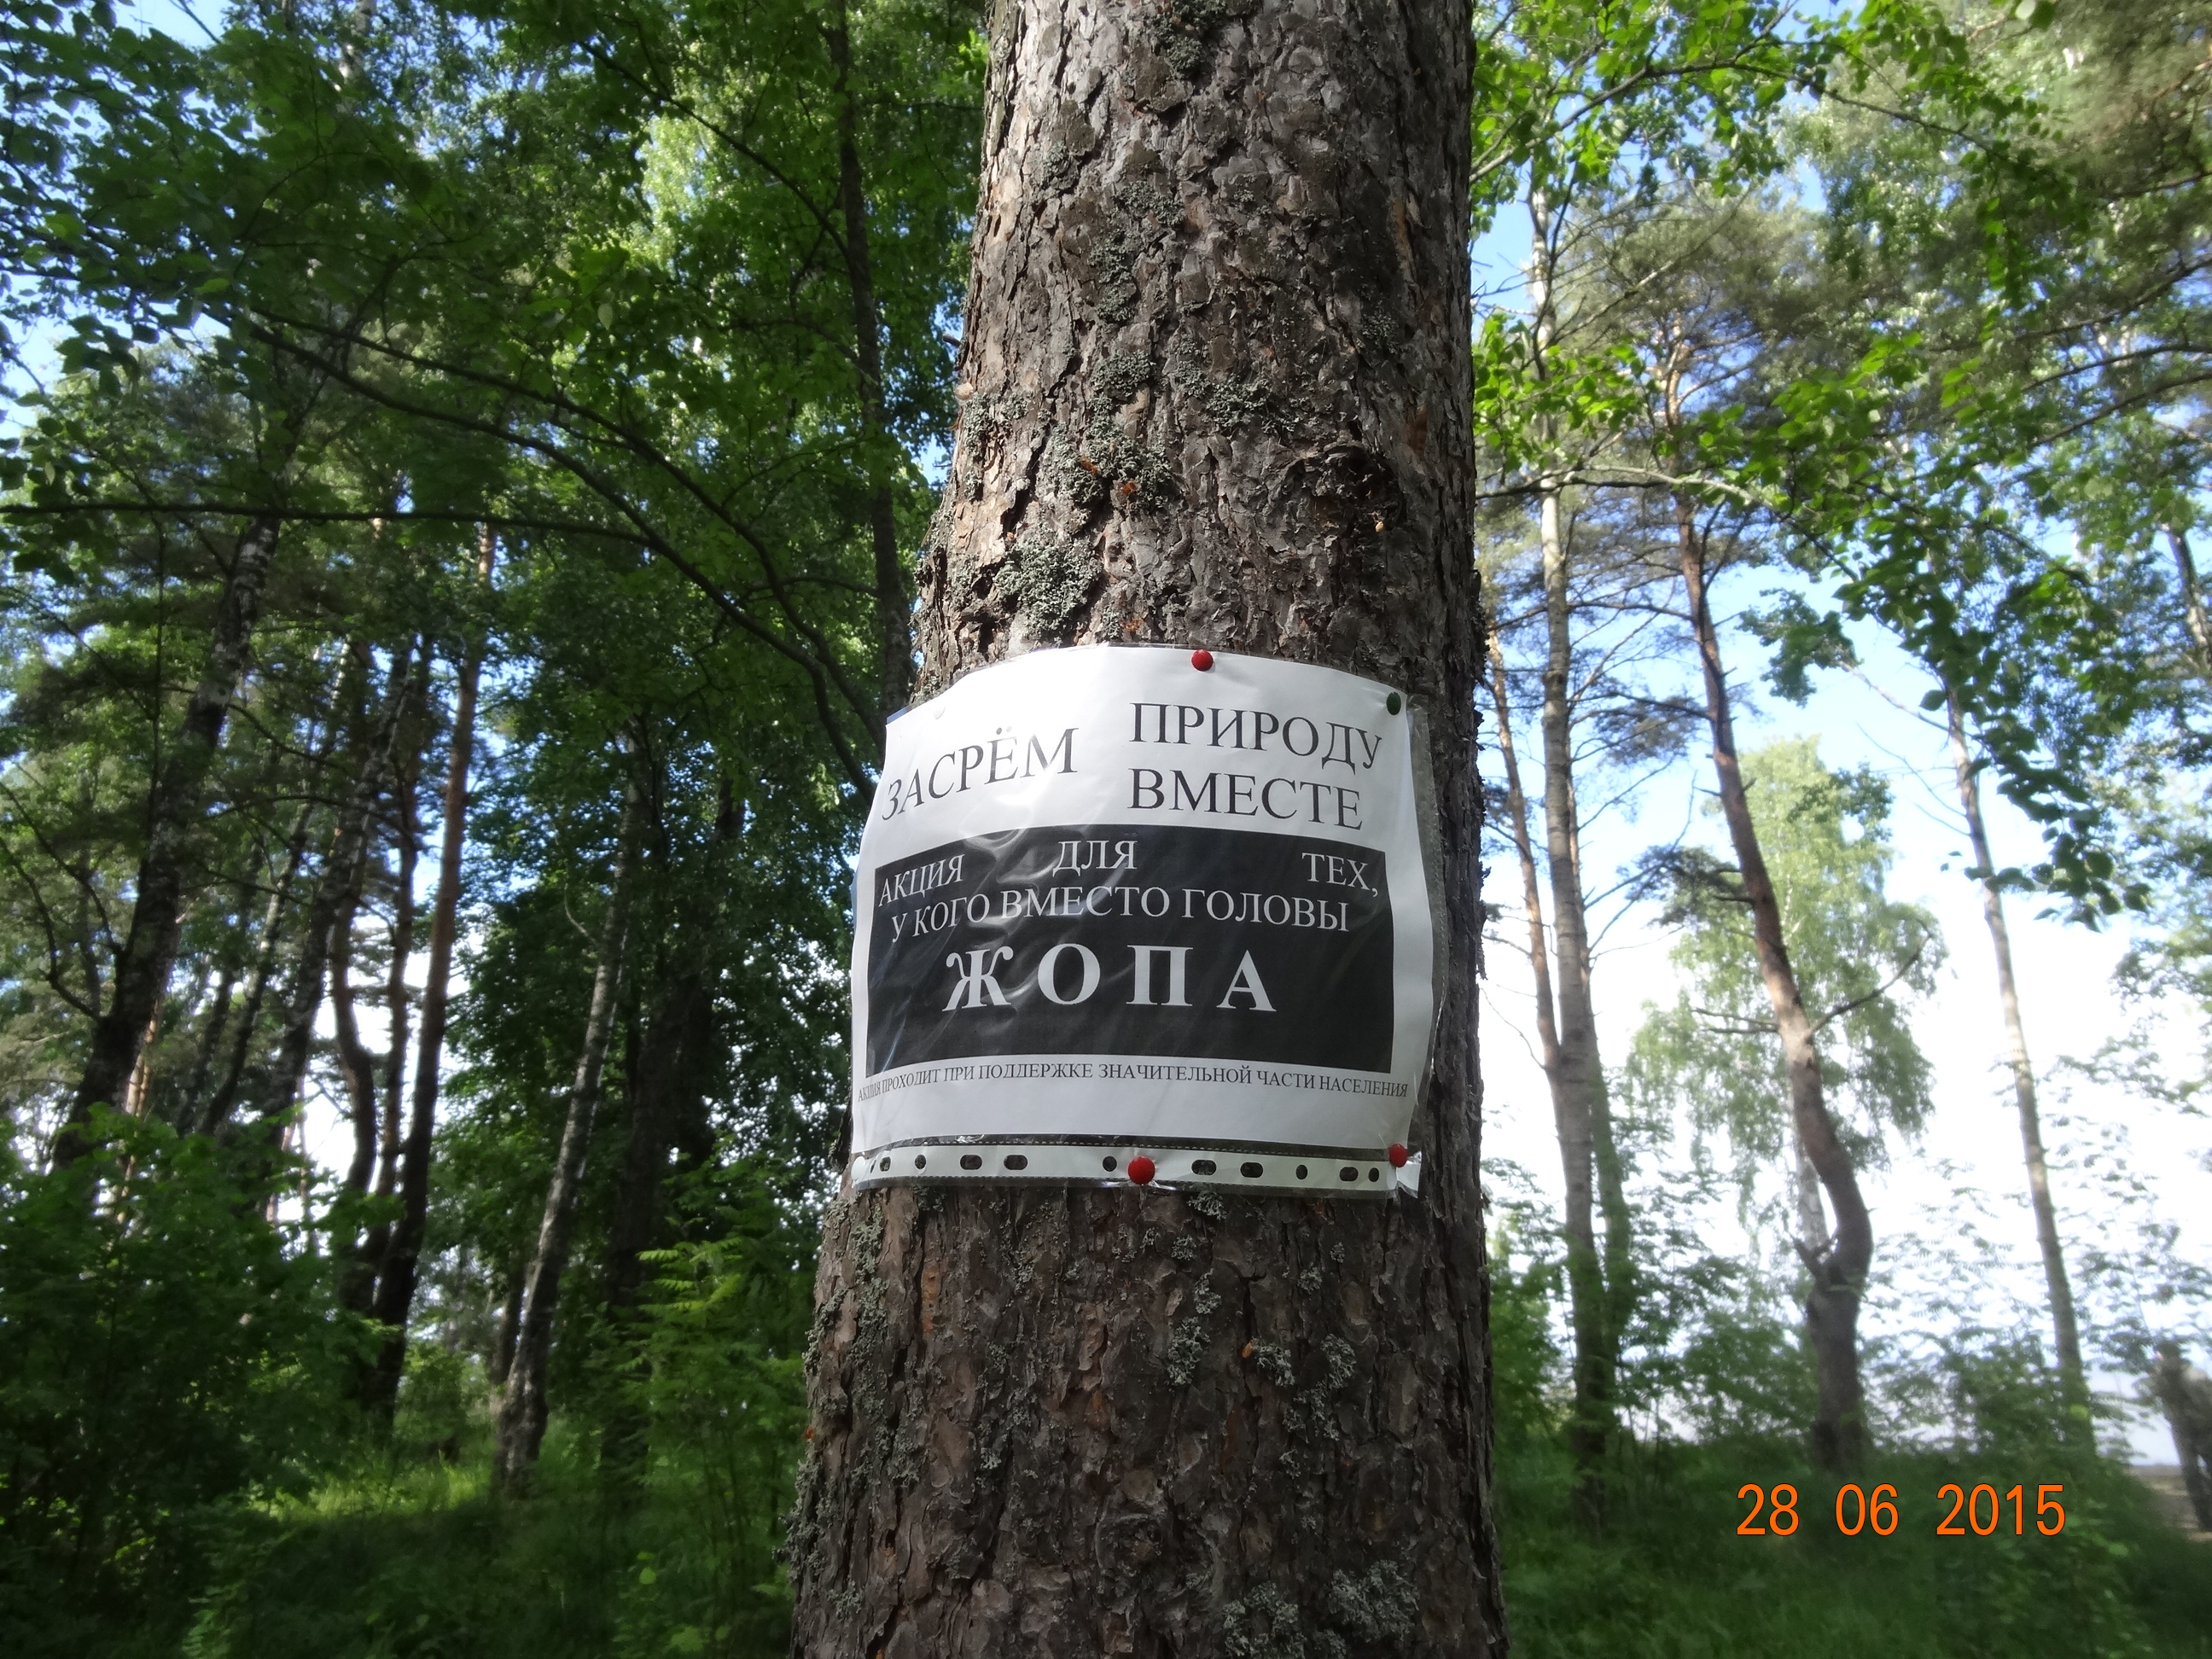 ЗАСРЁМ ПРИРОДУ
ВМЕСТЕ
АКЦИЯ ДЛЯ ТЕХ,
У КОГО ВМЕСТО ГОЛОВЫ
ЖОПА
АКЦИЯ ПРОХОДИТ ПРИ ПОДДЕРЖКЕ ЗНАЧИТЕЛЬНОЙ ЧАСТИ НАСЕЛЕНИЯ
28 06 2015